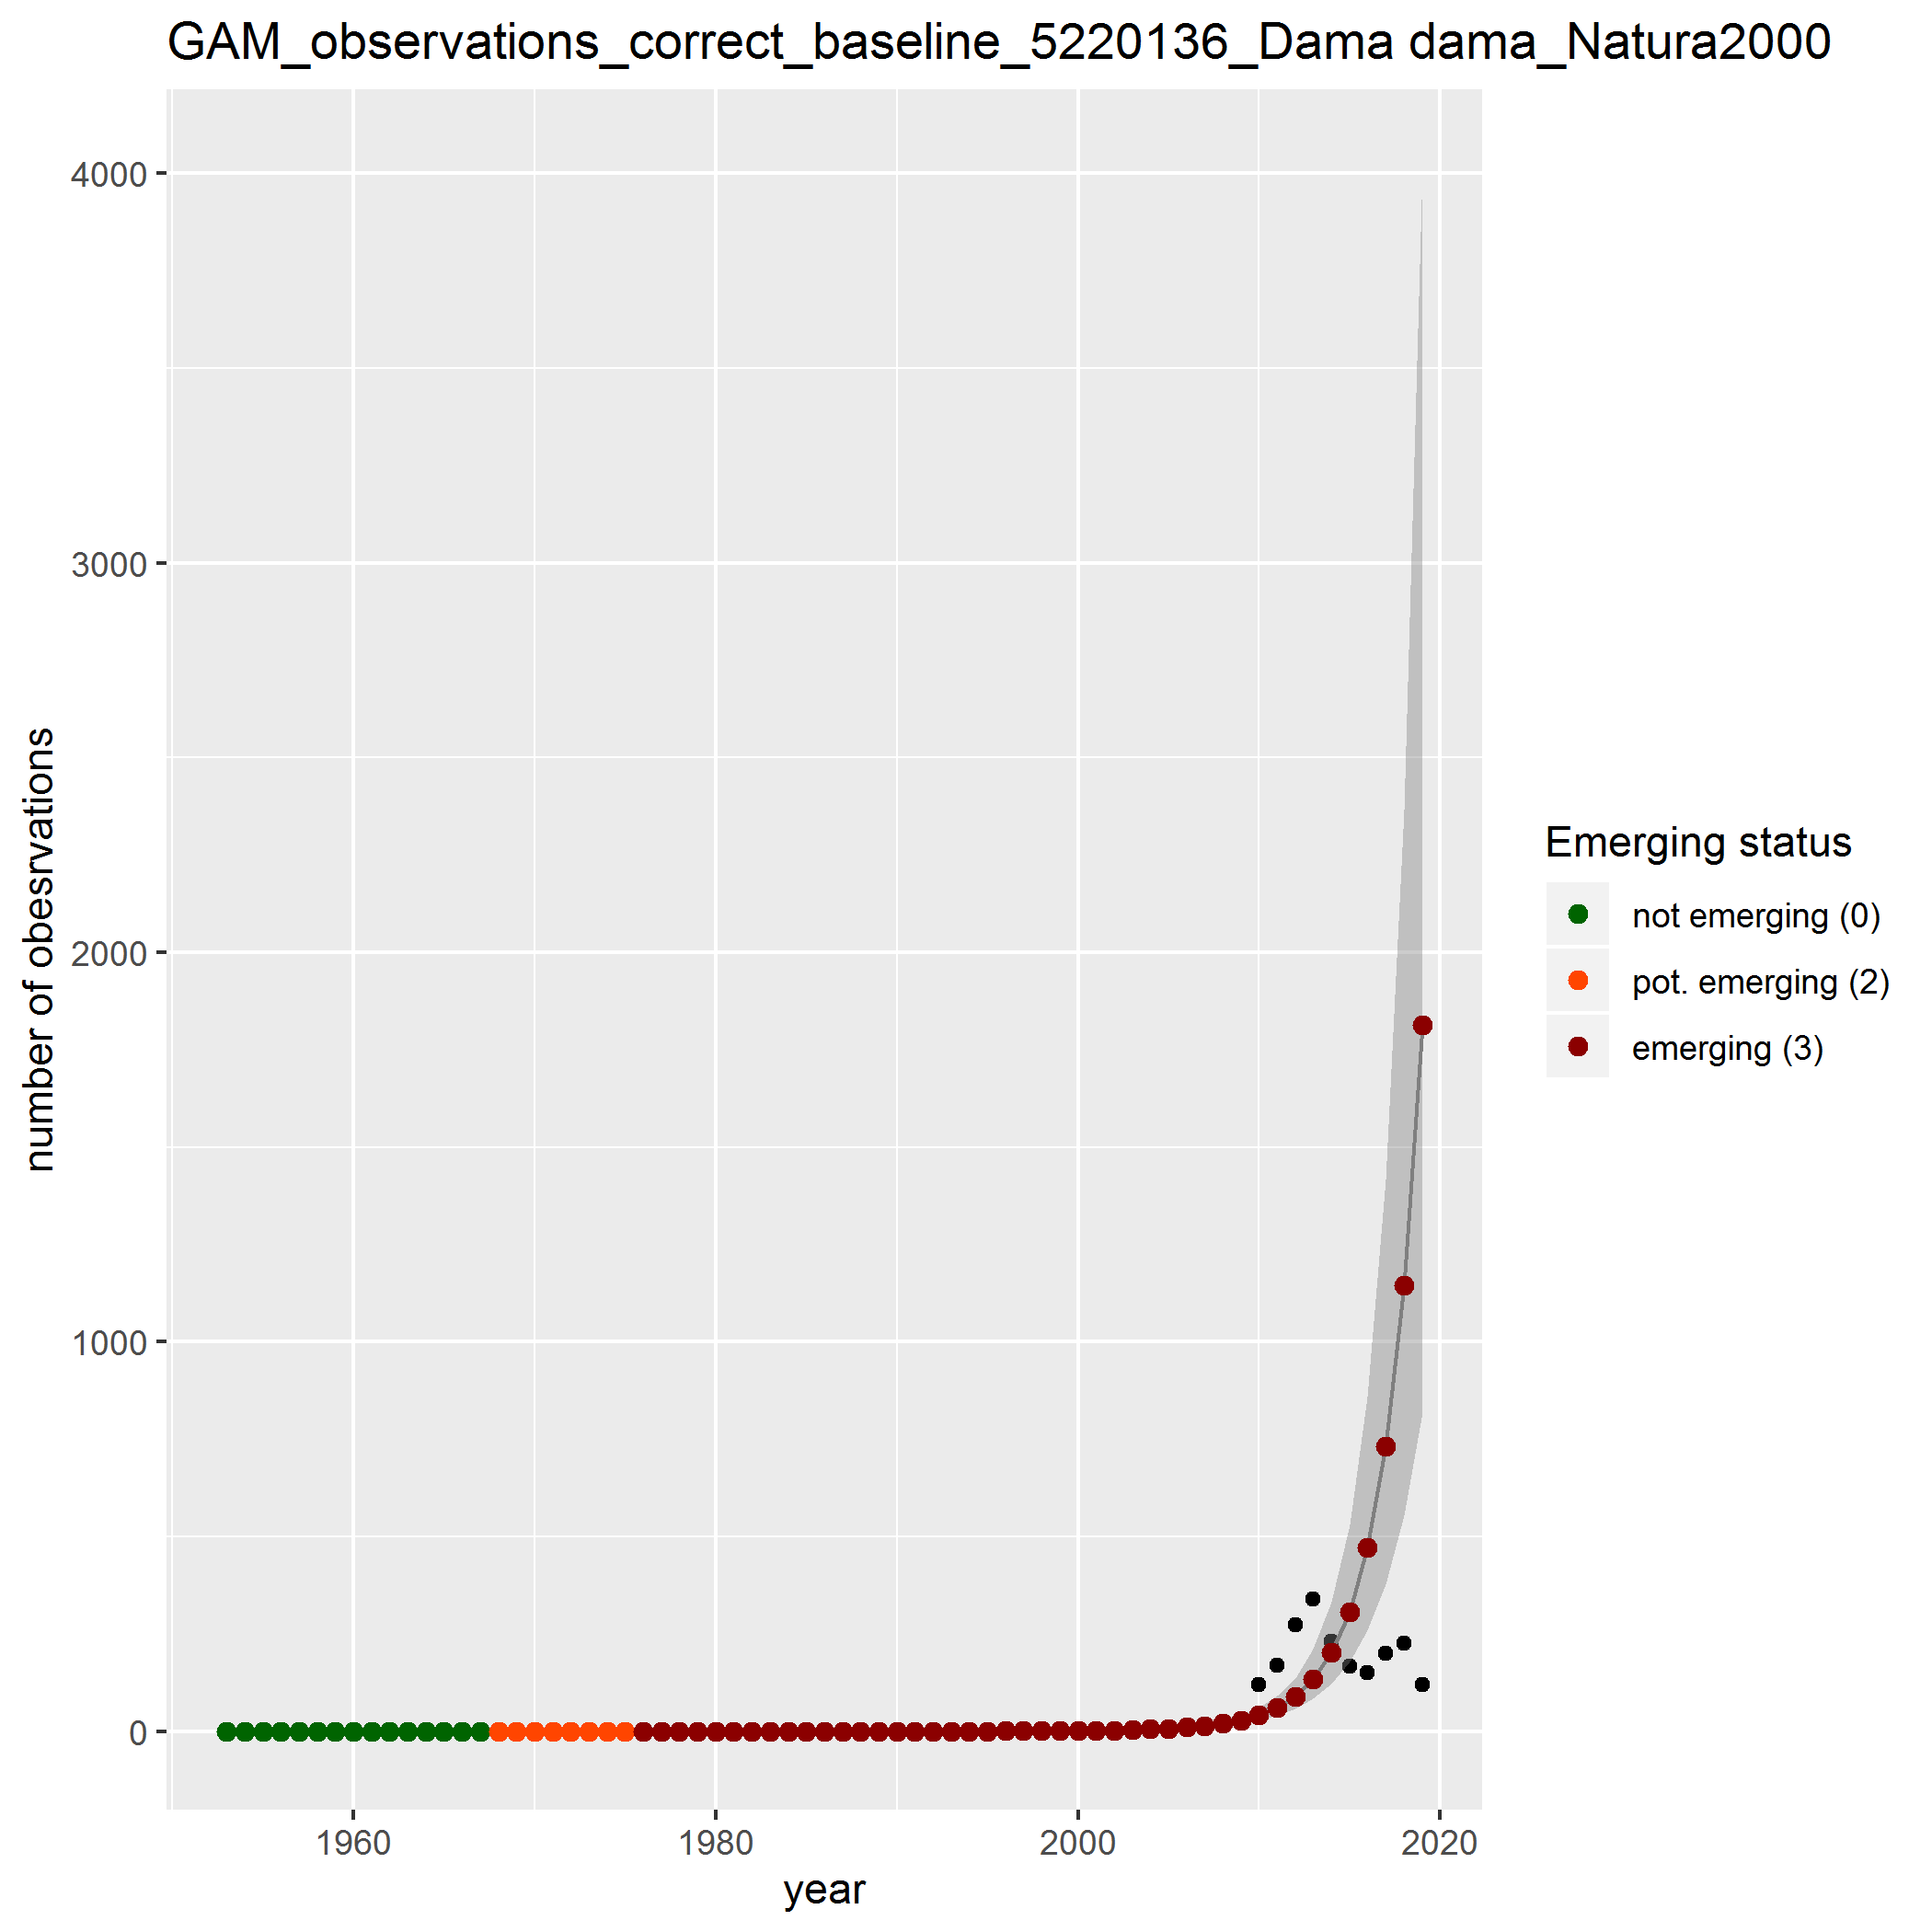 GAM_observations_correct_baseline_5220136_Dama dama_Natura2000
4000
3000
2000
1000
0
number of obesrvations
1960
1980
2000
2020
year
Emerging status
not emerging (0)
pot. emerging (2)
emerging (3)